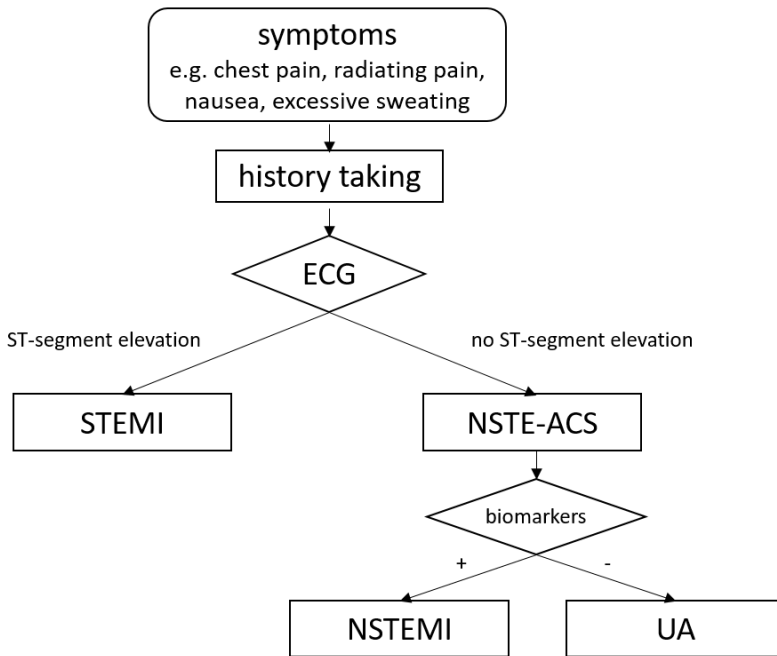 symptoms
e.g. chest pain, radiating pain,
nausea, excessive sweating
history taking
ECG
ST-segment elevation
no ST-segment elevation
STEMI
NSTE-ACS
biomarkers
+
-
NSTEMI
UA